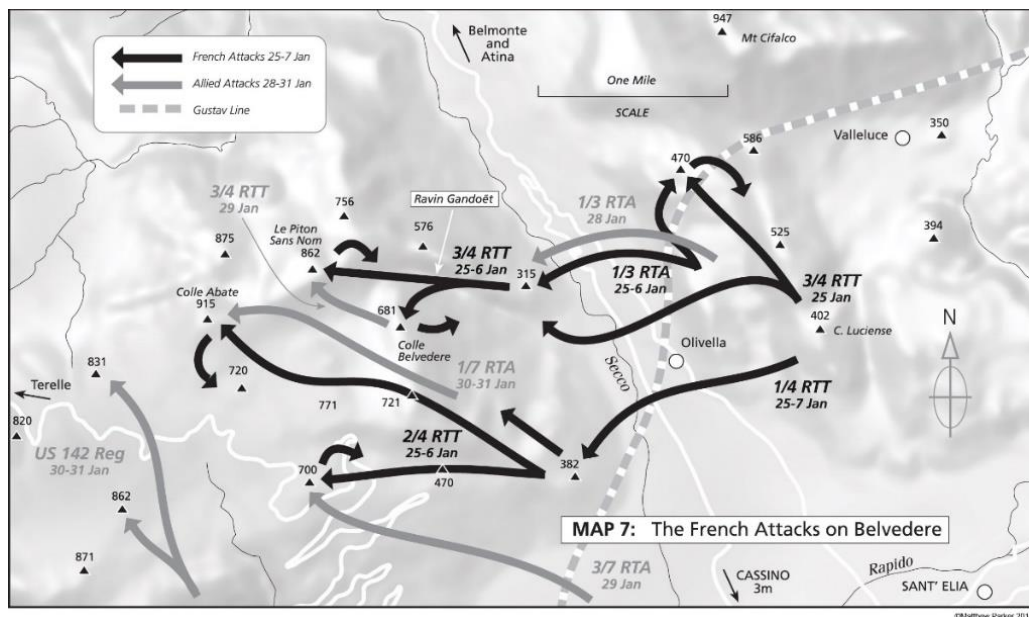 French Attacks 25-7 Jan
Allied Attacks 28-31 Jan
Gustav Line
Belmonte
and
Atina
One Mile
SCALE
947
Mt Cifalco
586
Valleluce
350
470
3/4 RTT
29 Jan
756
Ravin Gandoët
1/3 RTA
28 Jan
Le Piton
Sans Nom
862
875
576
525
394
3/4 RTT
25-6 Jan
315
1/3 RTA
25-6 Jan
3/4 RTT
25 Jan
402
C. Luciense
Colle Abate
915
681
Colle
Belvedere
Olivella
Secco
N
1/7 RTA
30-31 Jan
1/4 RTT
25-7 Jan
831
Terelle
720
771
721
820
US 142 Reg
30-31 Jan
2/4 RTT
25-6 Jan
382
700
470
862
MAP 7: The French Attacks on Belvedere
871
3/7 RTA
29 Jan
CASSINO
3m
Rapido
SANT' ELIA
©Matthew Parker 201